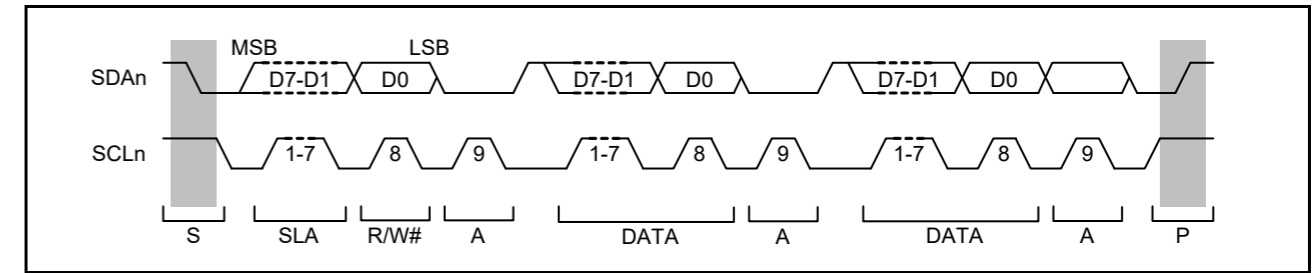 MSB LSB
SDAn D7-D1 D0 D7-D1 D0 D7-D1 D0
SCLn 1-7 8 9 1-7 8 9 1-7 8 9
S SLA R/W# A DATA A DATA A P